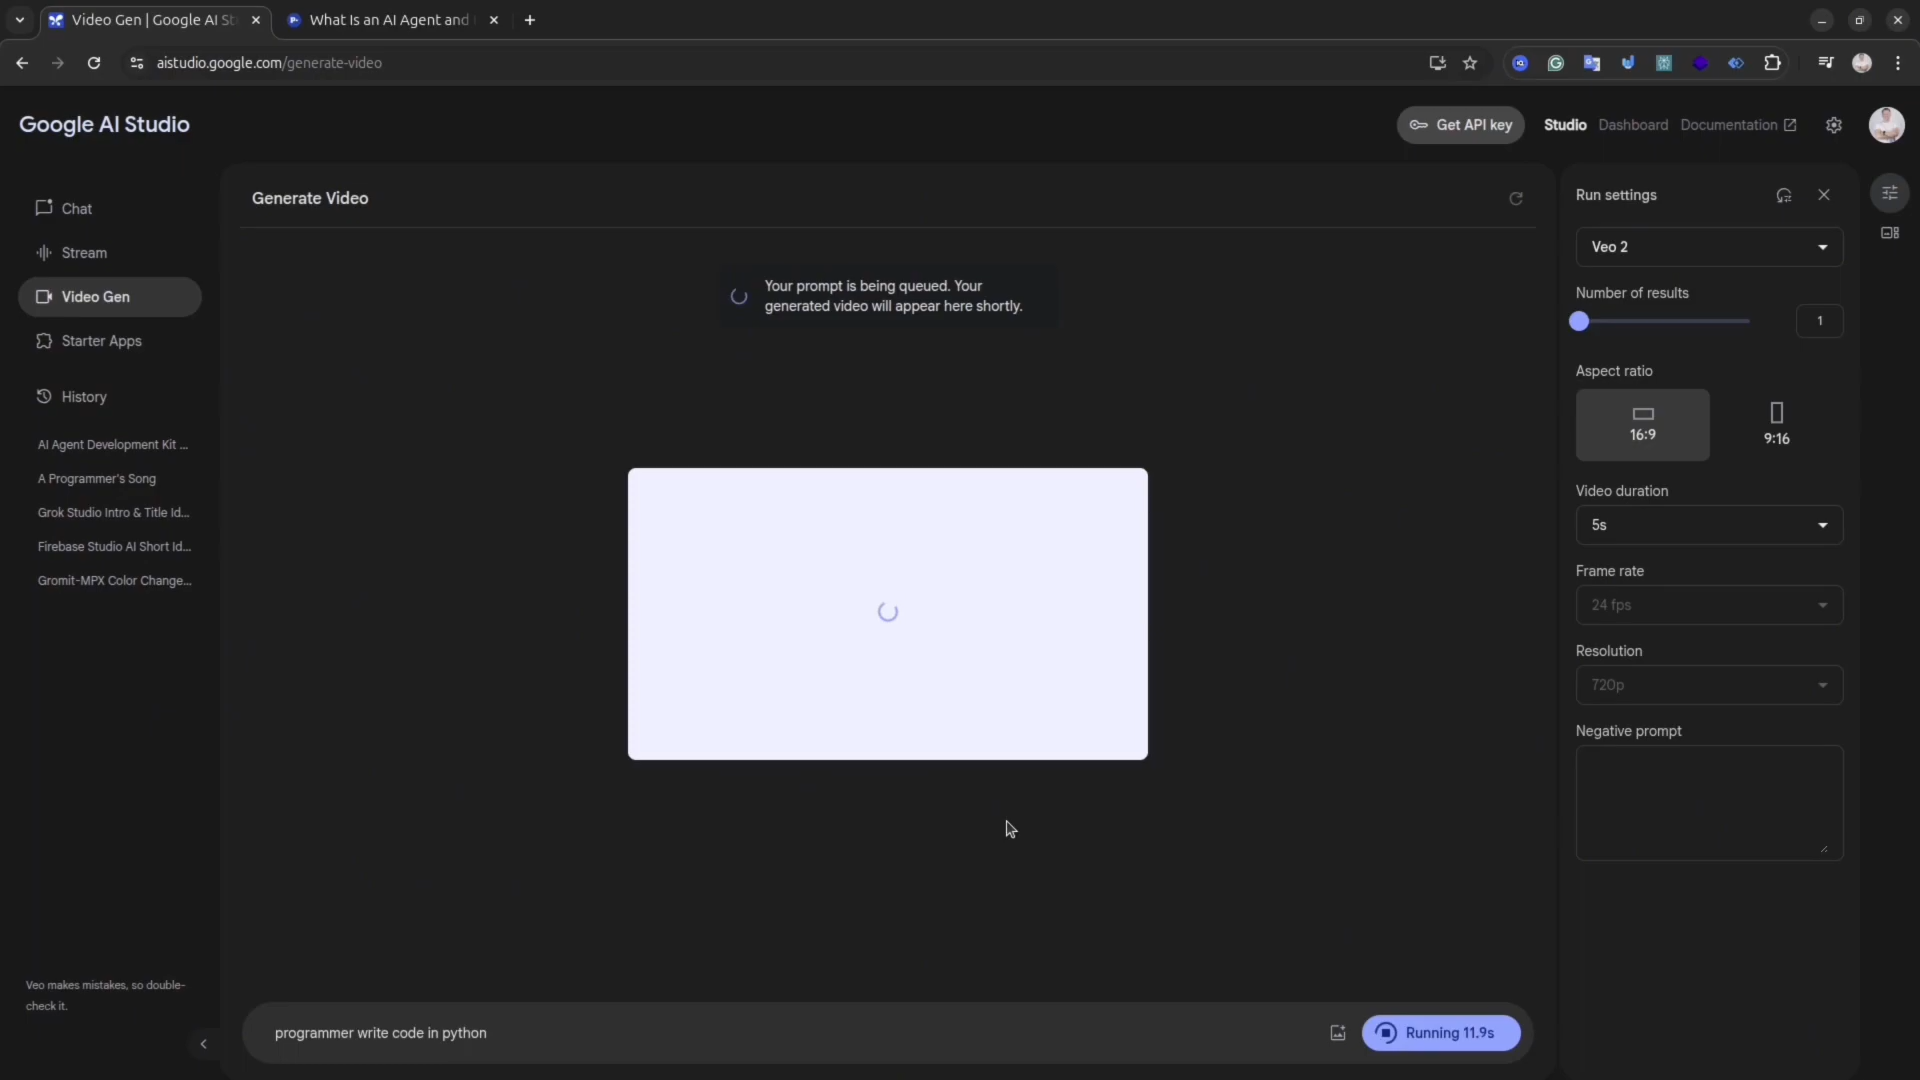 Video Gen | Google AI St
What Is an AI Agent and
aistudio.google.com/generate-video
Google AI Studio
Get API key
Studio
Dashboard
Documentation
Chat
Stream
Video Gen
Starter Apps
History
AI Agent Development Kit ...
A Programmer's Song
Grok Studio Intro & Title Id...
Firebase Studio AI Short Id...
Gromit-MPX Color Change...
Veo makes mistakes, so double-
check it.
Generate Video
Your prompt is being queued. Your
generated video will appear here shortly.
programmer write code in python
Running 11.9s
Run settings
Veo 2
Number of results
1
Aspect ratio
16:9
9:16
Video duration
5s
Frame rate
24 fps
Resolution
720p
Negative prompt